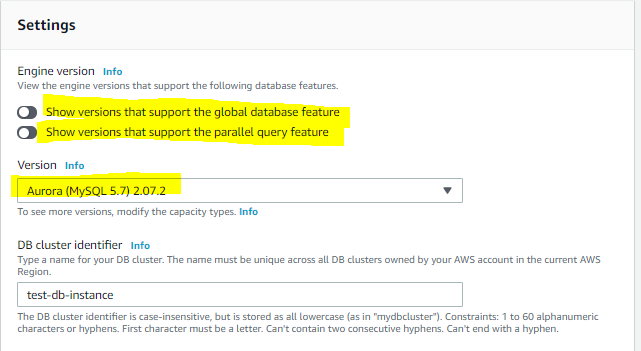 Settings
Engine version Info
View the engine versions that support the following database features.
Show versions that support the global database feature
Show versions that support the parallel query feature
Version Info
Aurora (MySQL 5.7) 2.07.2
To see more versions, modify the capacity types. Info
DB cluster identifier Info
Type a name for your DB cluster. The name must be unique across all DB clusters owned by your AWS account in the current AWS
Region.
test-db-instance
The DB cluster identifier is case-insensitive, but is stored as all lowercase (as in "mydbcluster"). Constraints: 1 to 60 alphanumeric
characters or hyphens. First character must be a letter. Can't contain two consecutive hyphens. Can't end with a hyphen.